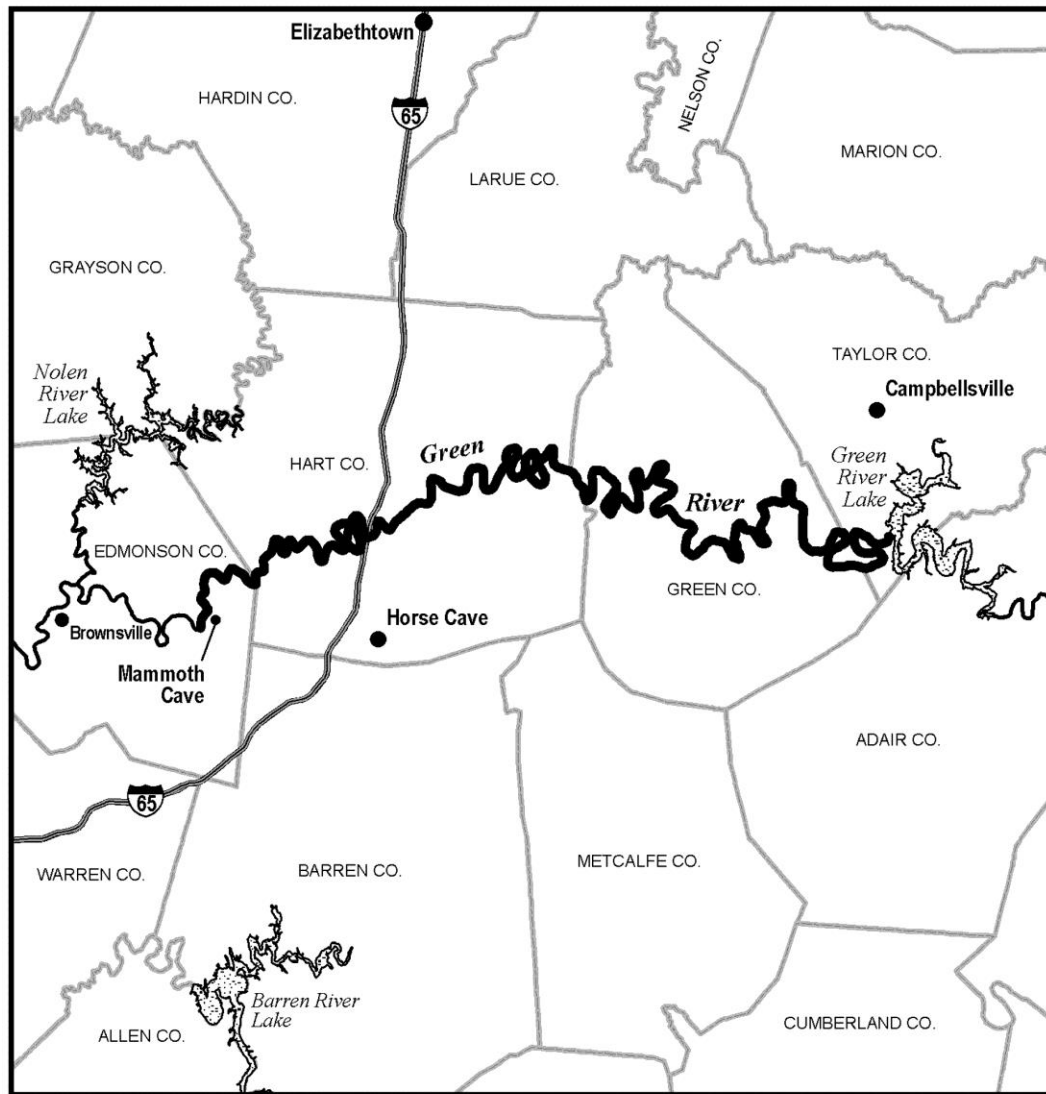 Elizabethtown
HARDIN CO.
65
NELSON CO.
MARION CO.
LARUE CO.
GRAYSON CO.
TAYLOR CO.
Nolen
River
Lake
Campbellsville
Green
HART CO.
Green
River
Lake
River
EDMONSON CO.
GREEN CO.
Brownsville
Horse Cave
Mammoth
Cave
ADAIR CO.
65
WARREN CO.
BARREN CO.
METCALFE CO.
Barren River
Lake
ALLEN CO.
CUMBERLAND CO.